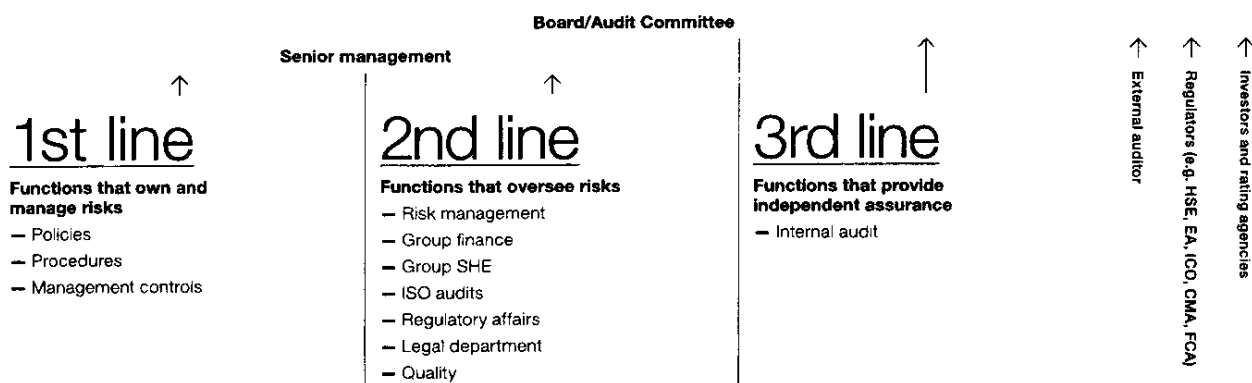 Board/Audit Committee
Senior management
1st line
Functions that own and
manage risks
– Policies
– Procedures
– Management controls
2nd line
Functions that oversee risks
– Risk management
– Group finance
– Group SHE
– ISO audits
– Regulatory affairs
– Legal department
– Quality
3rd line
Functions that provide
independent assurance
– Internal audit
External auditor
Regulators (e.g. HSE, EA, ICO, CMA, FCA)
Investors and rating agencies